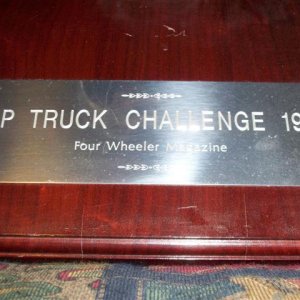 P TRUCK CHALLENGE 19
Four Wheeler Magazine